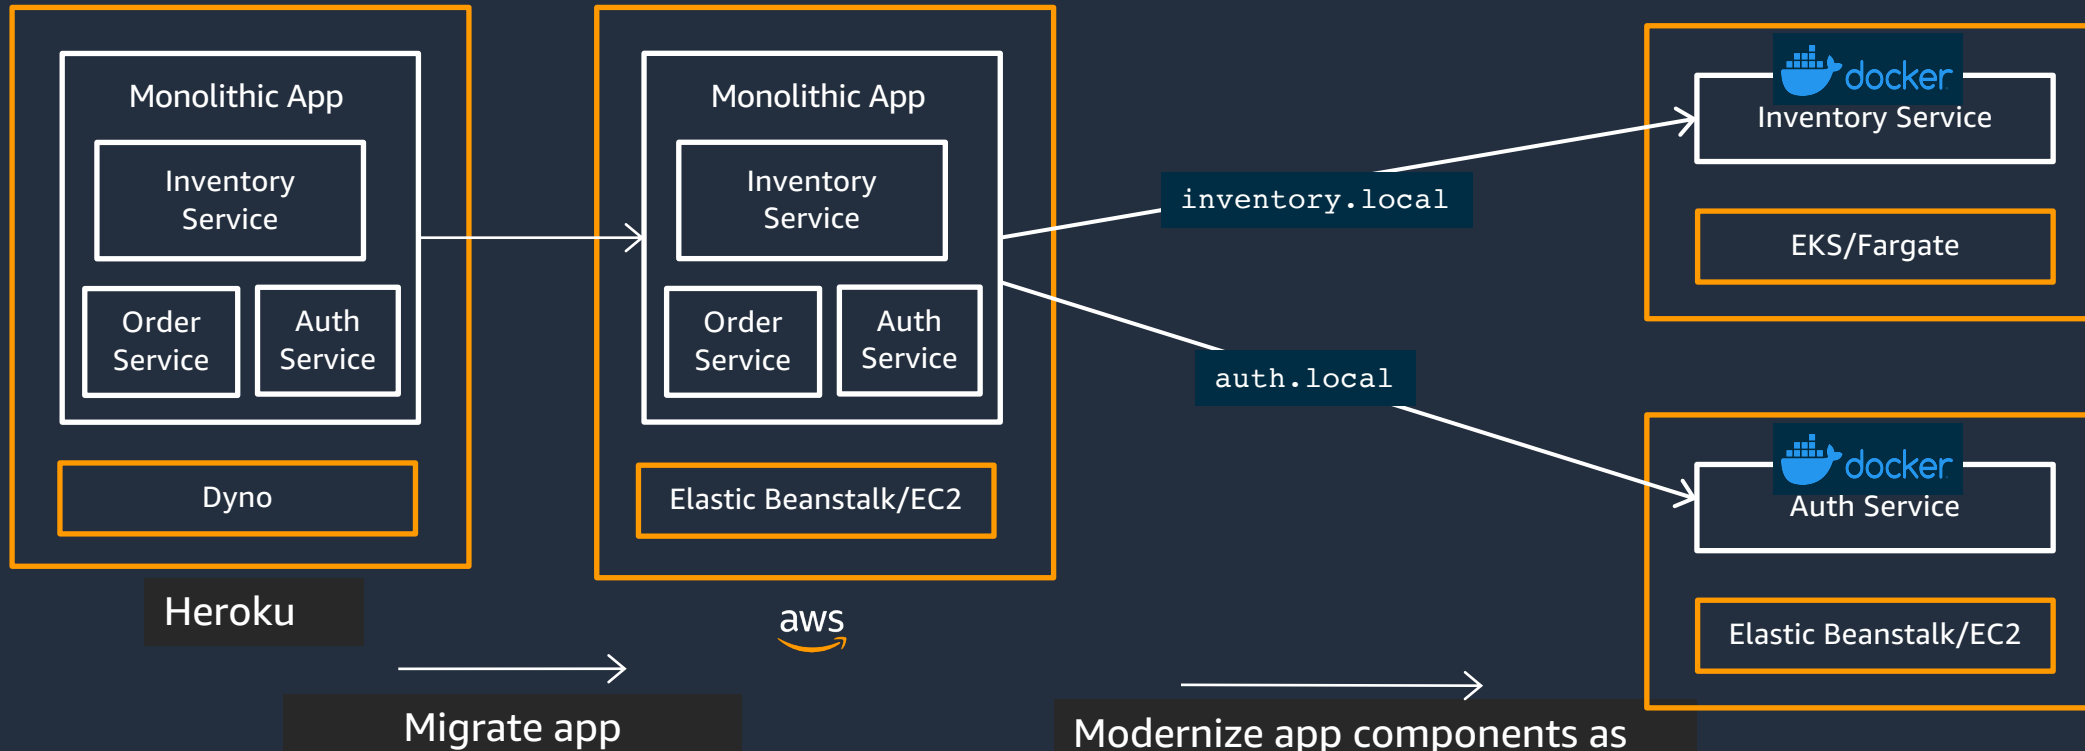 Monolithic App
Inventory
Service
Order
Service
Auth
Service
Dyno
Heroku
Monolithic App
Inventory
Service
Order
Service
Auth
Service
Elastic Beanstalk/EC2
aws
inventory.local
auth.local
docker
Inventory Service
EKS/Fargate
docker
Auth Service
Elastic Beanstalk/EC2
Migrate app
Modernize app components as